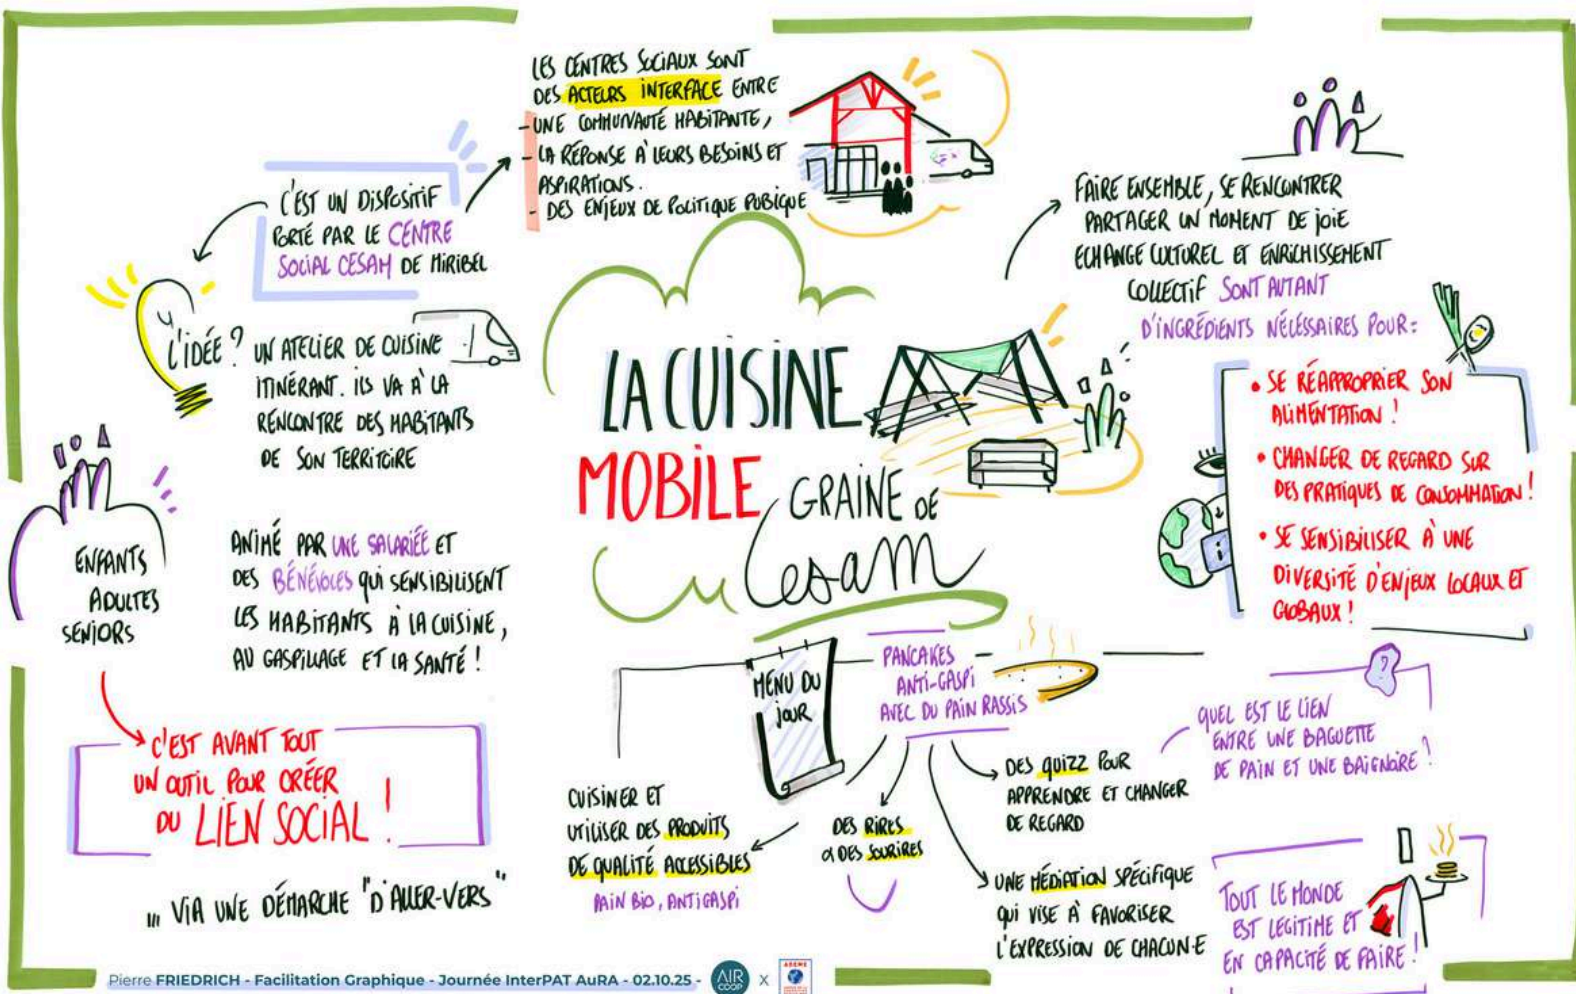 LES CENTRES SOCIAUX SONT
DES ACTEURS INTERFACE ENTRE
- UNE COMMUNAUTÉ HABITANTE,
- LA RÉPONSE À LEURS BESOINS ET
ASPIRATIONS.
- DES ENJEUX DE POLITIQUE PUBIQUE
C'EST UN DISPOSITIF
PORTÉ PAR LE CENTRE
SOCIAL CESAM DE MIRIBEL
L'IDÉE ?
UN ATELIER DE CUISINE
ITINÉRANT. ILS VA À LA
RENCONTRE DES HABITANTS
DE SON TERRITOIRE
ENFANTS
ADULTES
SENIORS
ANIMÉ PAR UNE SALARIÉE ET
DES BÉNÉVOLES QUI SENSIBILISENT
LES HABITANTS À LA CUISINE,
AU GASPILLAGE ET LA SANTÉ !
C'EST AVANT TOUT
UN OUTIL POUR CRÉER
DU LIEN SOCIAL !
... VIA UNE DÉMARCHE "D'ALLER-VERS"
LA CUISINE
MOBILE
GRAINE DE
Cesam
FAIRE ENSEMBLE, SE RENCONTRER
PARTAGER UN MOMENT DE JOIE
ECHANGE CULTUREL ET ENRICHISSEMENT
COLLECTIF SONT AUTANT
D'INGRÉDIENTS NÉCESSAIRES POUR :
• SE RÉAPPROPRIER SON
ALIMENTATION !
• CHANGER DE REGARD SUR
DES PRATIQUES DE CONSOMMATION !
• SE SENSIBILISER À UNE
DIVERSITÉ D'ENJEUX LOCAUX ET
GLOBAUX !
MENU DU
JOUR
PANCAKES
ANTI-GASPI
AVEC DU PAIN RASSIS
CUISINER ET
UTILISER DES PRODUITS
DE QUALITÉ ACCESSIBLES
PAIN BIO, ANTIGASPI
DES RIRES
& DES SOURIRES
DES QUIZZ POUR
APPRENDRE ET CHANGER
DE REGARD
?
QUEL EST LE LIEN
ENTRE UNE BAGUETTE
DE PAIN ET UNE BAIGNOIRE ?
UNE MÉDIATION SPÉCIFIQUE
QUI VISE À FAVORISER
L'EXPRESSION DE CHACUN·E
TOUT LE MONDE
EST LEGITIME ET
EN CAPACITÉ DE FAIRE !
Pierre FRIEDRICH - Facilitation Graphique - Journée InterPAT AuRA - 02.10.25 -
AIR
COOP
X
ADEME